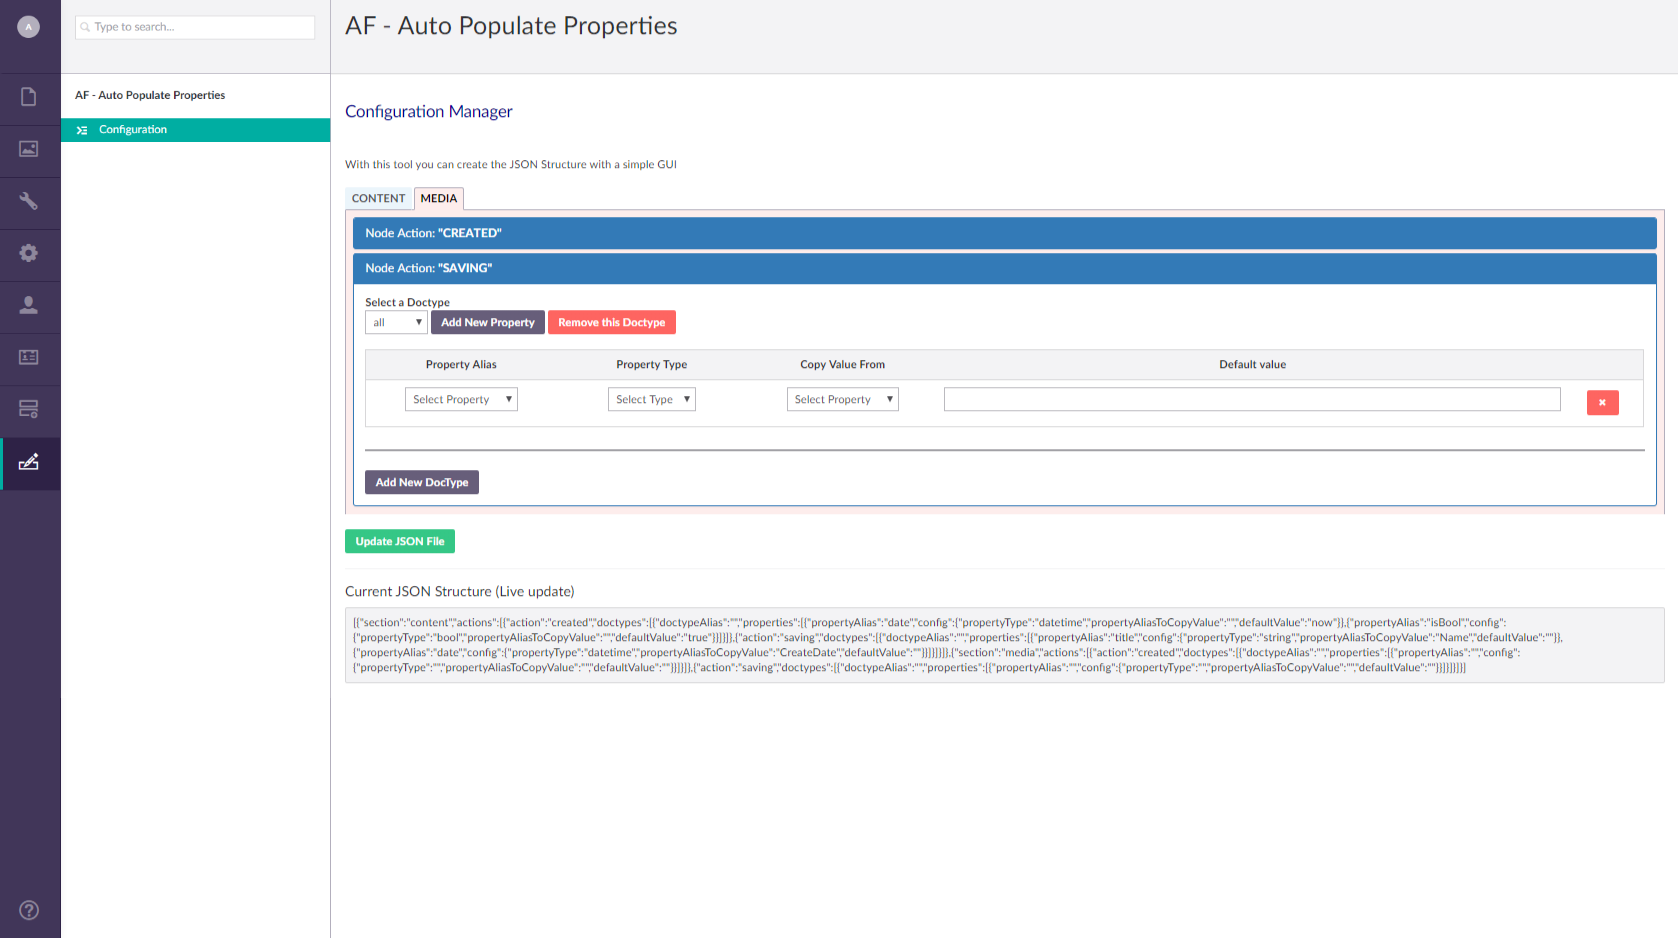 A
Type to search...
AF - Auto Populate Properties
AF - Auto Populate Properties
Configuration
Configuration Manager
With this tool you can create the JSON Structure with a simple GUI
CONTENT MEDIA
Node Action: "CREATED"
Node Action: "SAVING"
Select a Doctype
all Add New Property Remove this Doctype
Property Alias Property Type Copy Value From Default value
Select Property Select Type Select Property
Add New DocType
Update JSON File
Current JSON Structure (Live update)
[{"section":"content","actions":[{"action":"created","doctypes":[{"doctypeAlias":"","properties":[{"propertyAlias":"date","config":{"propertyType":"datetime","propertyAliasToCopyValue":"","defaultValue":"now"}},{"propertyAlias":"isBool","config":
{"propertyType":"bool","propertyAliasToCopyValue":"","defaultValue":"true"}}]}]},{"action":"saving","doctypes":[{"doctypeAlias":"","properties":[{"propertyAlias":"title","config":{"propertyType":"string","propertyAliasToCopyValue":"Name","defaultValue":""}},
{"propertyAlias":"date","config":{"propertyType":"datetime","propertyAliasToCopyValue":"CreateDate","defaultValue":""}}]}]}]},{"section":"media","actions":[{"action":"created","doctypes":[{"doctypeAlias":"","properties":[{"propertyAlias":"","config":
{"propertyType":"","propertyAliasToCopyValue":"","defaultValue":""}}]}]},{"action":"saving","doctypes":[{"doctypeAlias":"","properties":[{"propertyAlias":"","config":{"propertyType":"","propertyAliasToCopyValue":"","defaultValue":""}}]}]}]}]